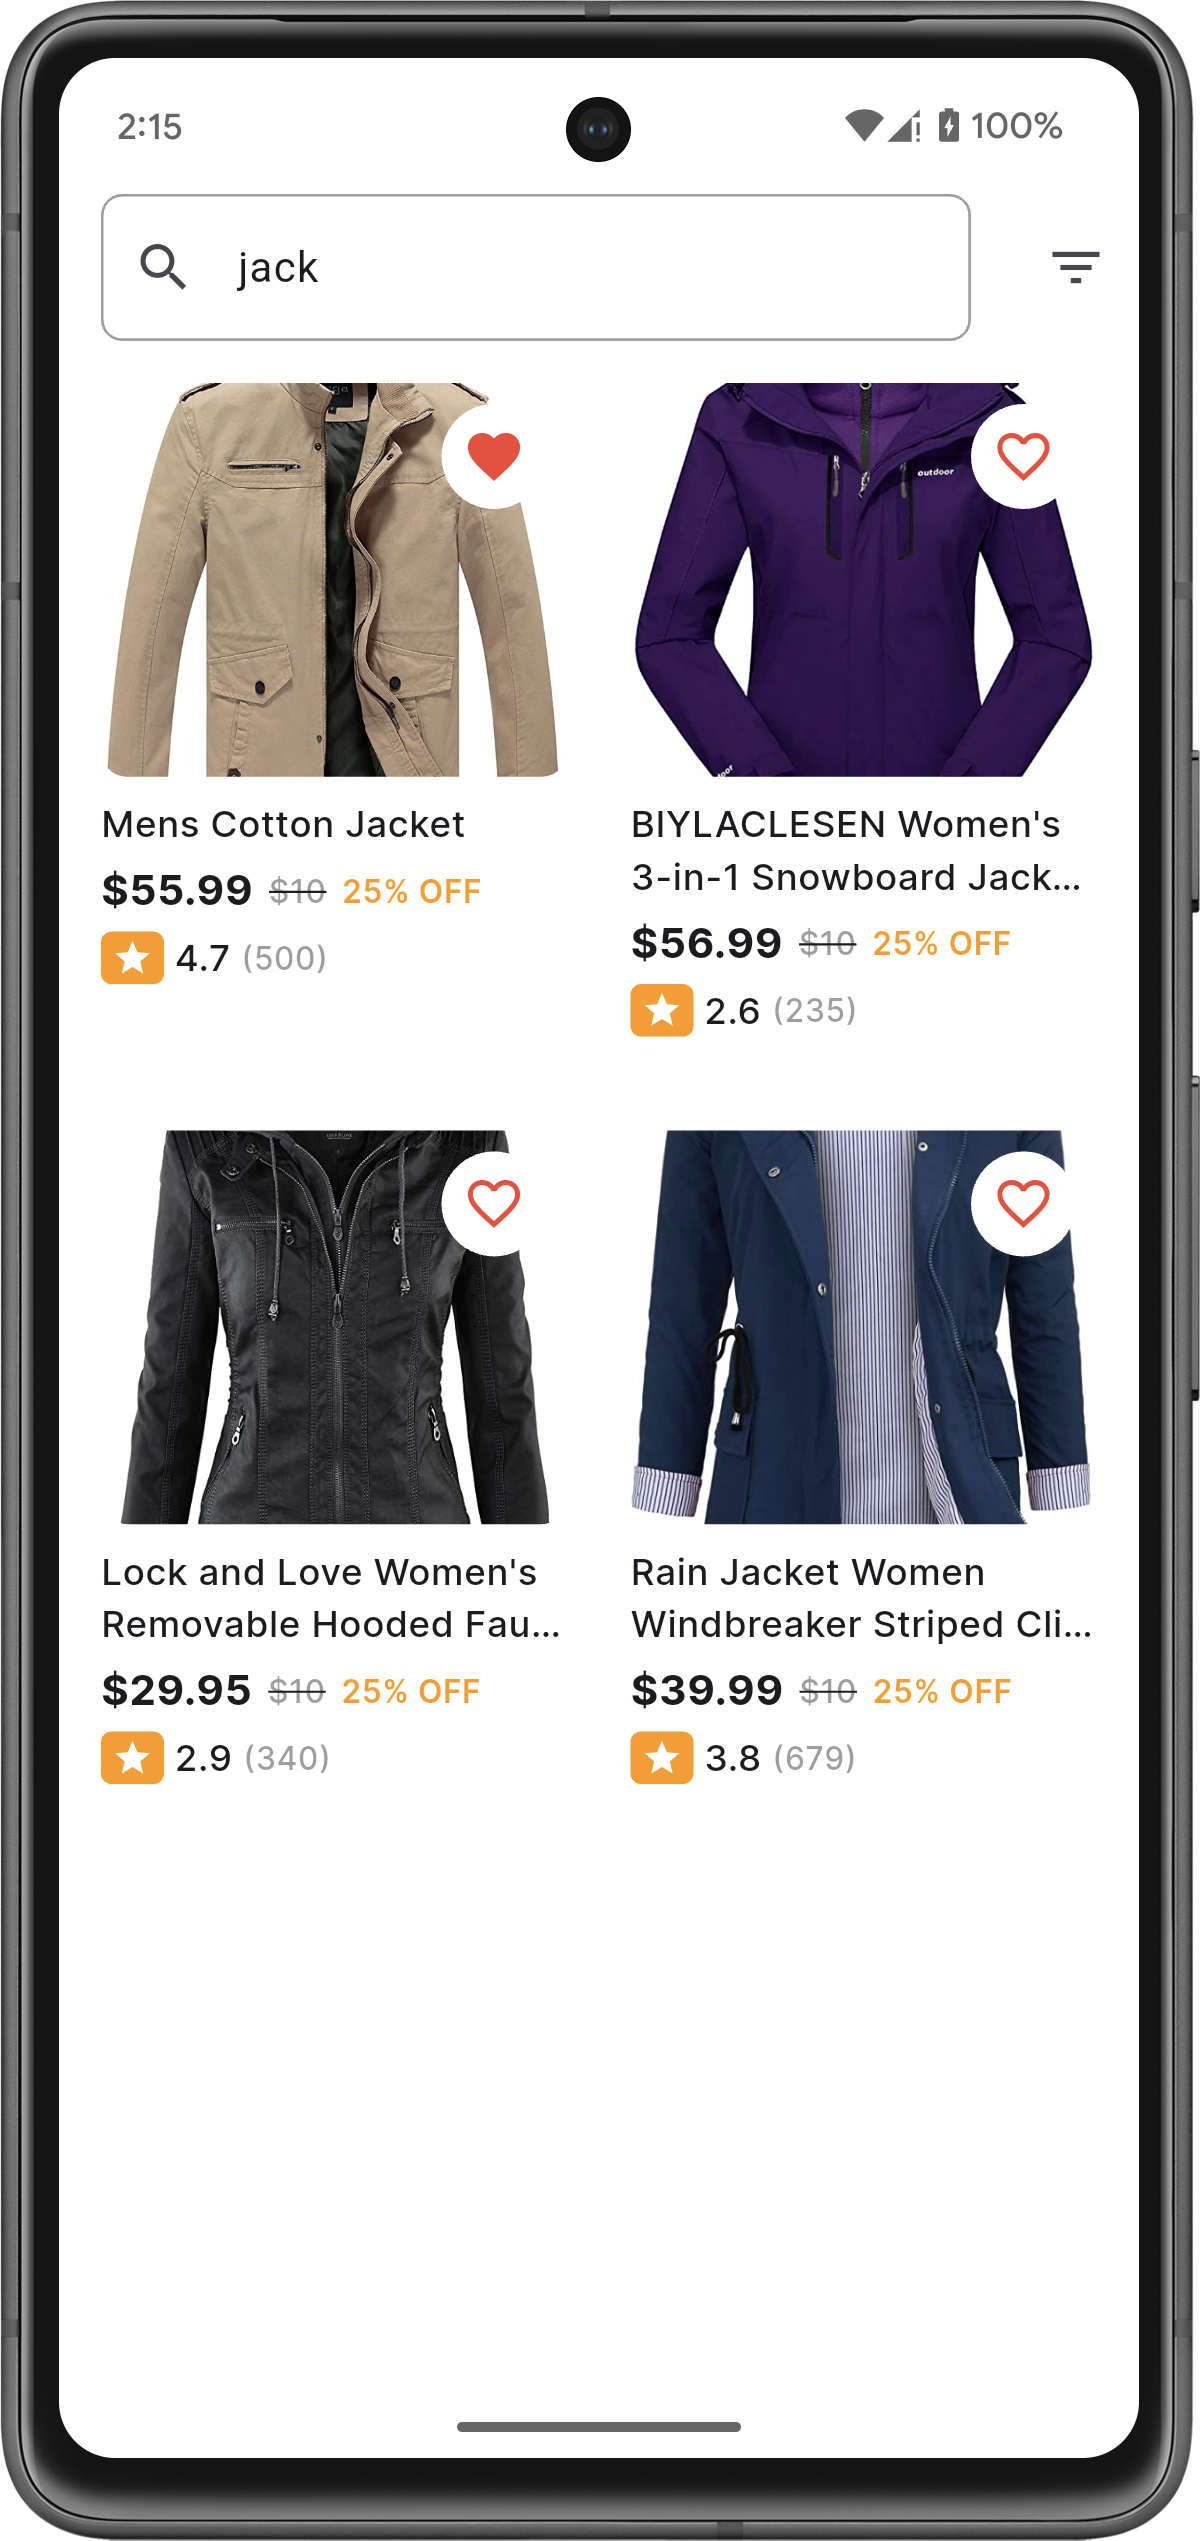 2:15
100%
jack
outdoor
Mens Cotton Jacket
$55.99 $10 25% OFF
4.7 (500)
BIYLACLESEN Women's
3-in-1 Snowboard Jack...
$56.99 $10 25% OFF
2.6 (235)
Lock and Love Women's
Removable Hooded Fau...
$29.95 $10 25% OFF
2.9 (340)
Rain Jacket Women
Windbreaker Striped Cli...
$39.99 $10 25% OFF
3.8 (679)